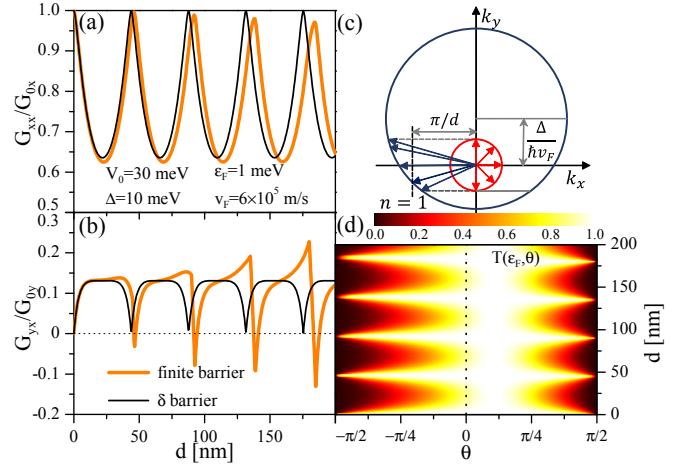 (a)
G_xx/G_0x
1.0
0.9
0.8
0.7
0.6
V_0=30 meV ε_F=1 meV
Δ=10 meV v_F=6×10^5 m/s
(b)
G_yx/G_0y
0.3
0.2
0.1
0
0.1
0.2
finite barrier
δ barrier
0 50 100 150
d [nm]
(c)
k_y
π/d
Δ
ħv_F
k_x
n = 1
0.0 0.2 0.4 0.6 0.8 1.0
(d)
T(ε_F,θ)
200
150
100
50
0
d [nm]
−π/2 −π/4 0 π/4 π/2
θ